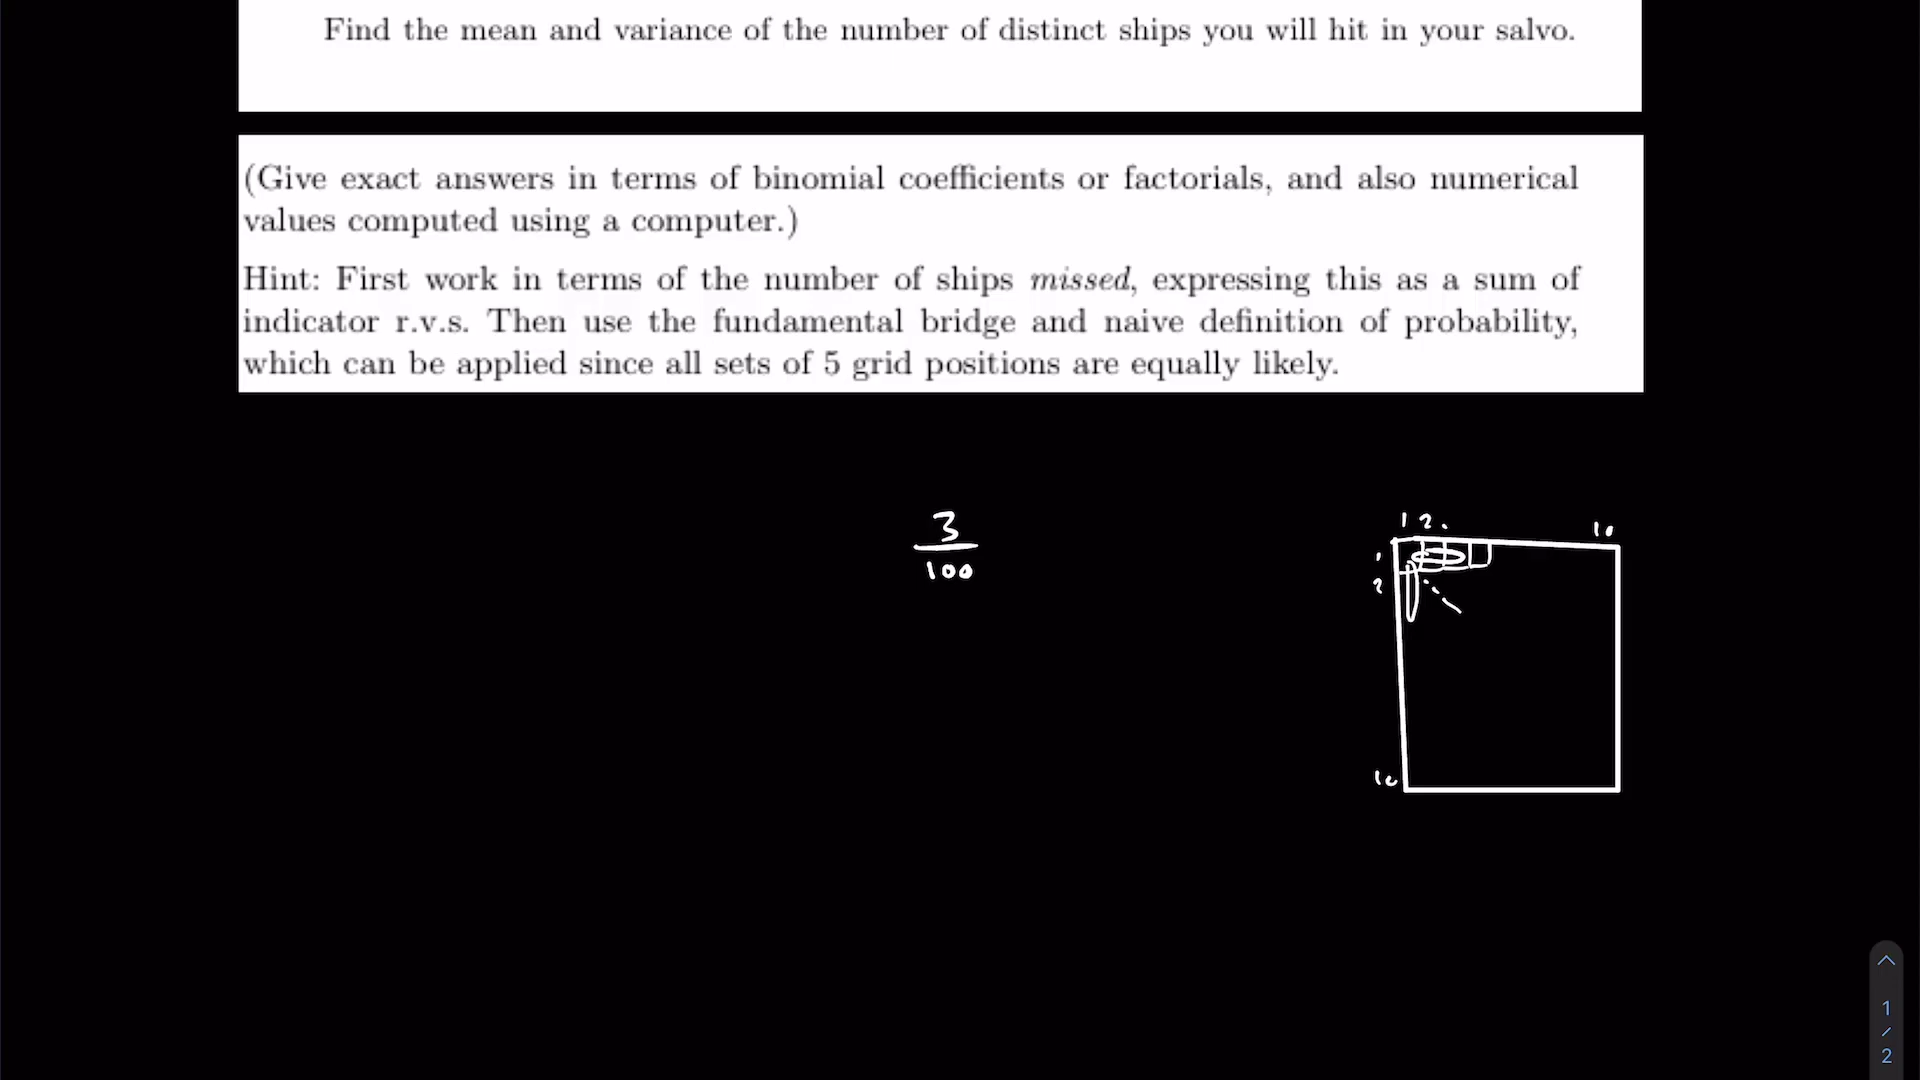 Find the mean and variance of the number of distinct ships you will hit in your salvo.
(Give exact answers in terms of binomial coefficients or factorials, and also numerical
values computed using a computer.)
Hint: First work in terms of the number of ships missed, expressing this as a sum of
indicator r.v.s. Then use the fundamental bridge and naive definition of probability,
which can be applied since all sets of 5 grid positions are equally likely.
3
100
1 2 . 10
1
2
10
1
/
2